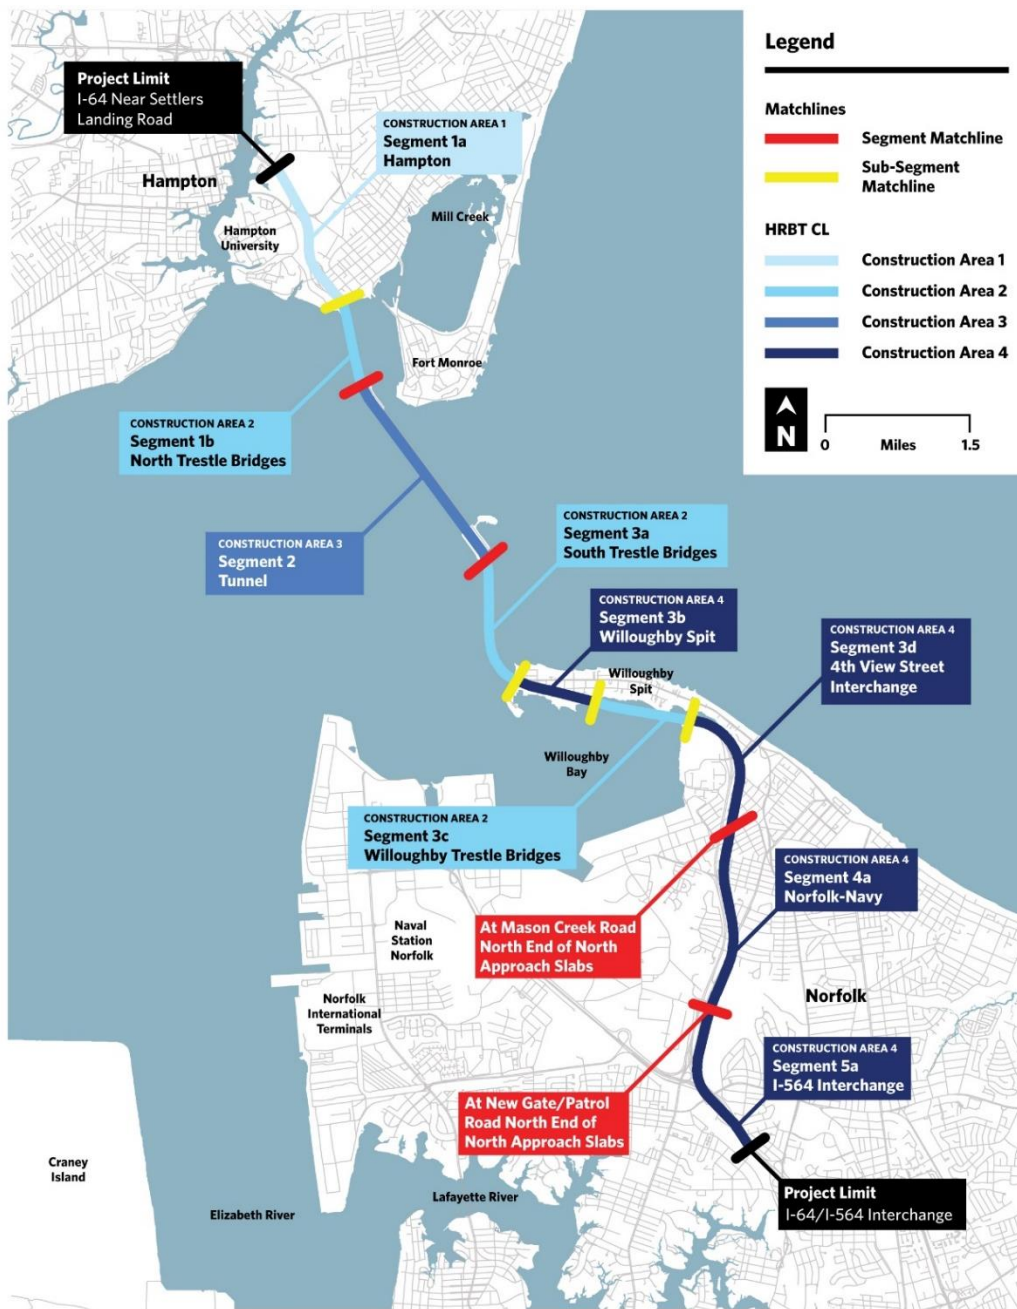 Project Limit
I-64 Near Settlers
Landing Road
CONSTRUCTION AREA 1
Segment 1a
Hampton
Hampton
Hampton
University
Mill Creek
Fort Monroe
Legend
Matchlines
Segment Matchline
Sub-Segment
Matchline
HRBT CL
Construction Area 1
Construction Area 2
Construction Area 3
Construction Area 4
N
0 Miles 1.5
CONSTRUCTION AREA 2
Segment 1b
North Trestle Bridges
CONSTRUCTION AREA 3
Segment 2
Tunnel
CONSTRUCTION AREA 2
Segment 3a
South Trestle Bridges
CONSTRUCTION AREA 4
Segment 3b
Willoughby Spit
CONSTRUCTION AREA 4
Segment 3d
4th View Street
Interchange
Willoughby
Spit
Willoughby
Bay
CONSTRUCTION AREA 2
Segment 3c
Willoughby Trestle Bridges
CONSTRUCTION AREA 4
Segment 4a
Norfolk-Navy
At Mason Creek Road
North End of North
Approach Slabs
Naval
Station
Norfolk
Norfolk
International
Terminals
Norfolk
CONSTRUCTION AREA 4
Segment 5a
I-564 Interchange
At New Gate/Patrol
Road North End of
North Approach Slabs
Craney
Island
Elizabeth River
Lafayette River
Project Limit
I-64/I-564 Interchange